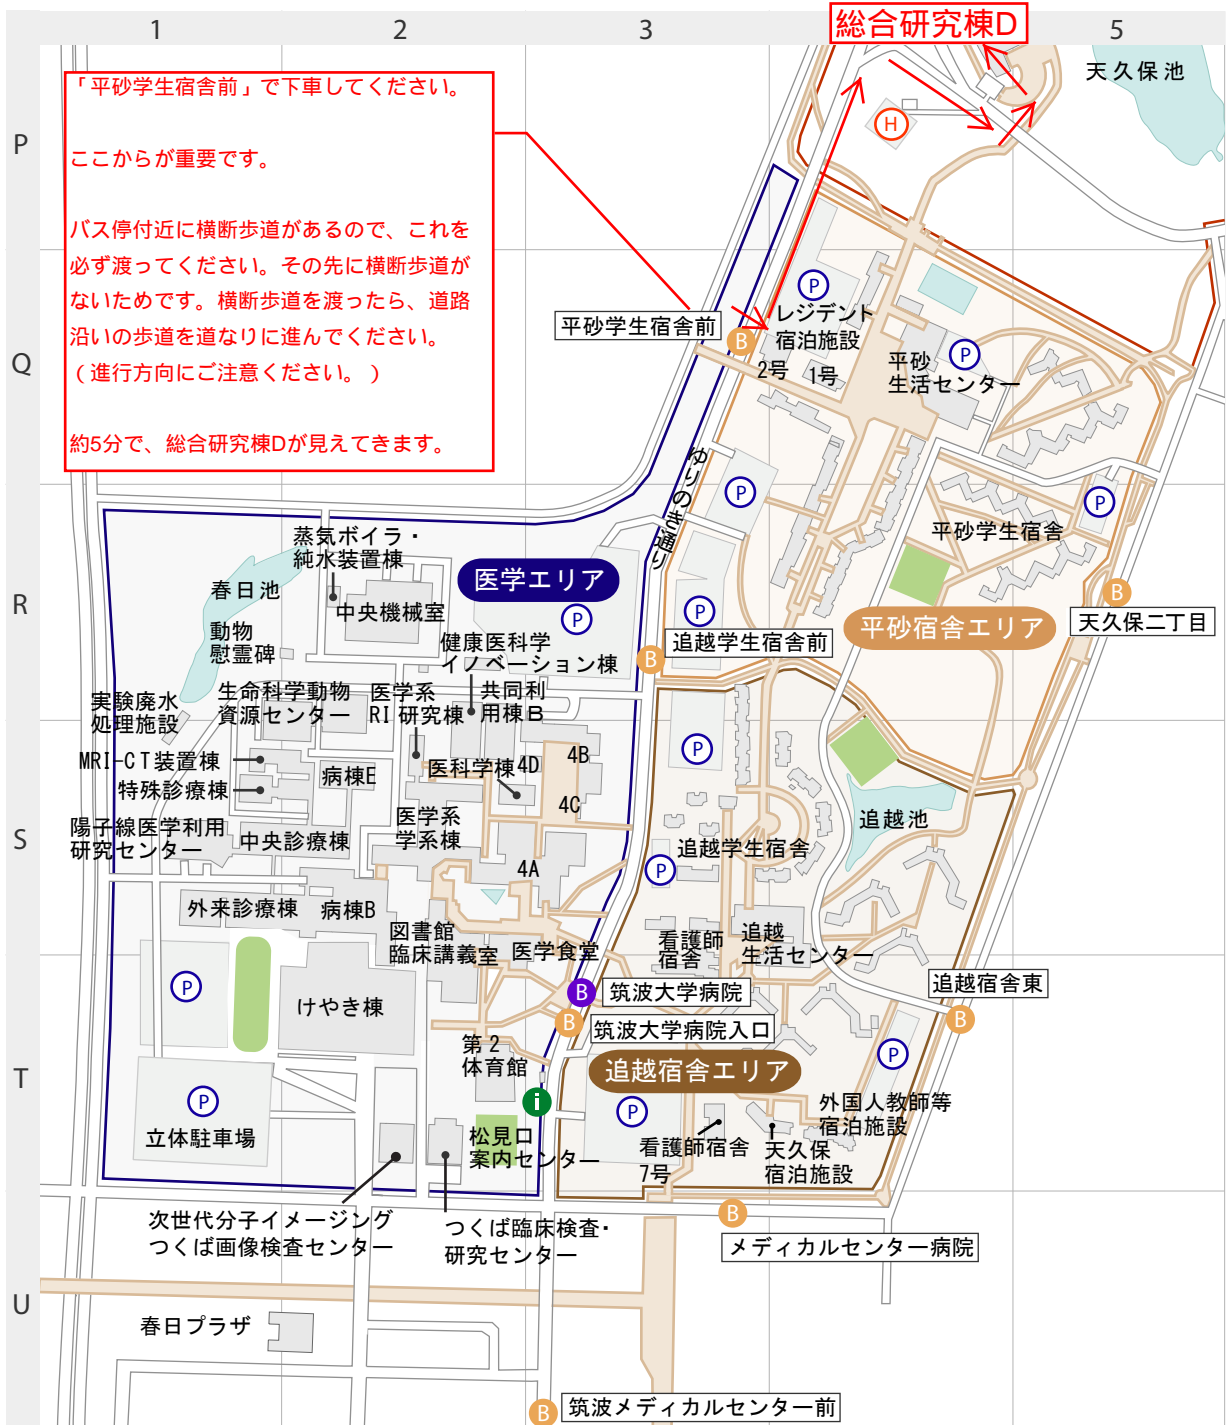 1
2
3
総合研究棟D
5
天久保池
P
「平砂学生宿舎前」で下車してください。
ここからが重要です。
バス停付近に横断歩道があるので、これを
必ず渡ってください。その先に横断歩道が
ないためです。横断歩道を渡ったら、道路
沿いの歩道を道なりに進んでください。
（進行方向にご注意ください。）
約5分で、総合研究棟Dが見えてきます。
H
Q
平砂学生宿舎前
B
P
レジデント
宿泊施設
2号
1号
平砂
生活センター
P
ゆりのき通り
P
P
平砂学生宿舎
R
蒸気ボイラ・
純水装置棟
医学エリア
春日池
中央機械室
P
P
動物
慰霊碑
健康医科学
イノベーション棟
B
追越学生宿舎前
平砂宿舎エリア
B
天久保二丁目
実験廃水
処理施設
生命科学動物
資源センター
医学系
RI研究棟
共同利
用棟B
MRI-CT装置棟
特殊診療棟
病棟E
医科学棟
4D
4B
4C
P
S
陽子線医学利用
研究センター
中央診療棟
医学系
学系棟
4A
追越学生宿舎
追越池
P
外来診療棟
病棟B
図書館
臨床講義室
医学食堂
看護師
宿舎
追越
生活センター
P
けやき棟
B
筑波大学病院
B
筑波大学病院入口
追越宿舎東
B
T
第2
体育館
追越宿舎エリア
P
P
立体駐車場
i
P
松見口
案内センター
看護師宿舎
7号
天久保
宿泊施設
外国人教師等
宿泊施設
次世代分子イメージング
つくば画像検査センター
つくば臨床検査・
研究センター
B
メディカルセンター病院
U
春日プラザ
B
筑波メディカルセンター前